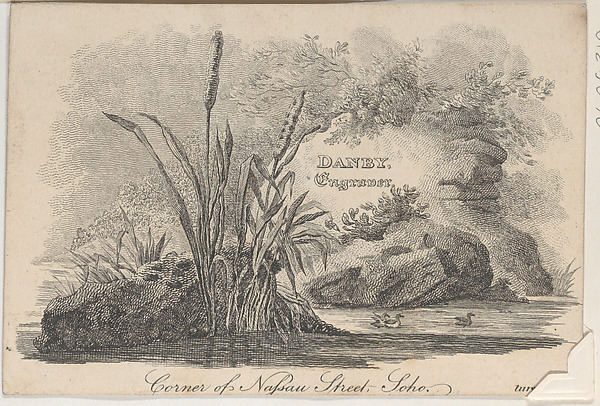 DANBY,
Engraver,
Corner of Naſsau Street, Soho.